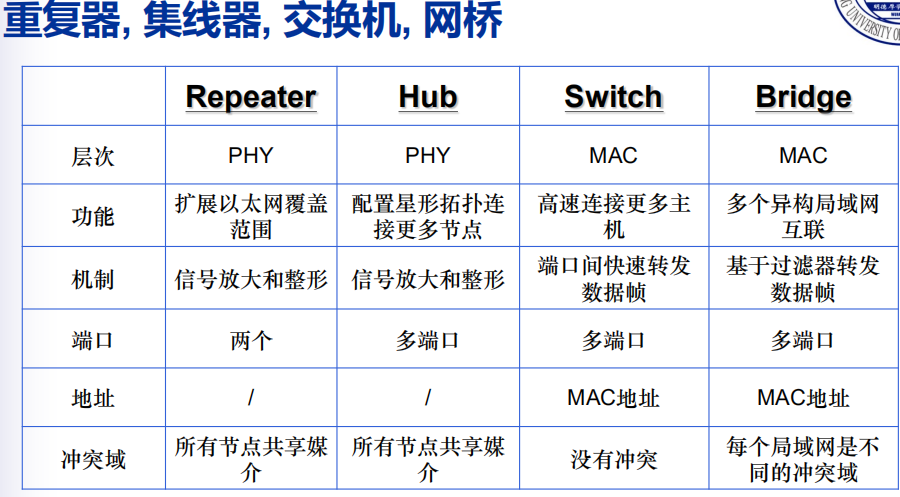 重复器, 集线器, 交换机, 网桥
Repeater Hub Switch Bridge
层次 PHY PHY MAC MAC
功能 扩展以太网覆盖范围 配置星形拓扑连接更多节点 高速连接更多主机 多个异构局域网互联
机制 信号放大和整形 信号放大和整形 端口间快速转发数据帧 基于过滤器转发数据帧
端口 两个 多端口 多端口 多端口
地址 / / MAC地址 MAC地址
冲突域 所有节点共享媒介 所有节点共享媒介 没有冲突 每个局域网是不同的冲突域